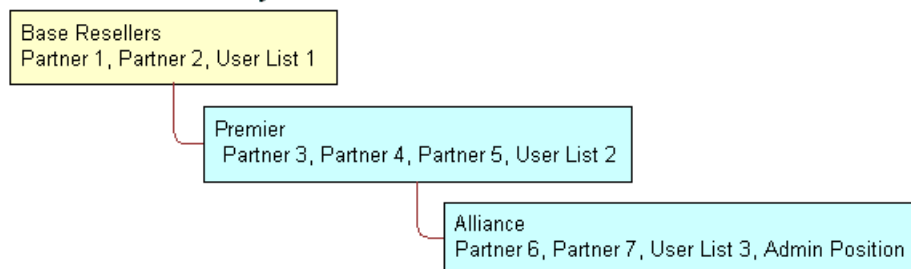 Base Resellers
Partner 1, Partner 2, User List 1
Premier
Partner 3, Partner 4, Partner 5, User List 2
Alliance
Partner 6, Partner 7, User List 3, Admin Position